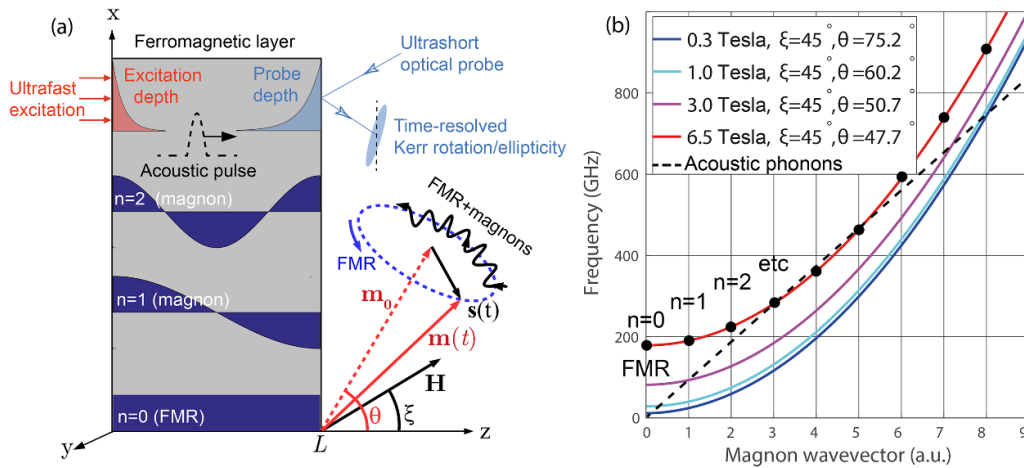 (a)
x
Ferromagnetic layer
Ultrafast
excitation
Excitation
depth
Probe
depth
Ultrashort
optical probe
Time-resolved
Kerr rotation/ellipticity
Acoustic pulse
n=2 (magnon)
n=1 (magnon)
n=0 (FMR)
FMR+magnons
FMR
m₀
s(t)
m(t)
H
θ
ξ
y
L
z
(b)
0.3 Tesla, ξ=45°,θ=75.2°
1.0 Tesla, ξ=45°,θ=60.2°
3.0 Tesla, ξ=45°,θ=50.7°
6.5 Tesla, ξ=45°,θ=47.7°
Acoustic phonons
Frequency (GHz)
800
600
400
200
0
n=0
n=1
n=2
etc
FMR
0 1 2 3 4 5 6 7 8 9
Magnon wavevector (a.u.)